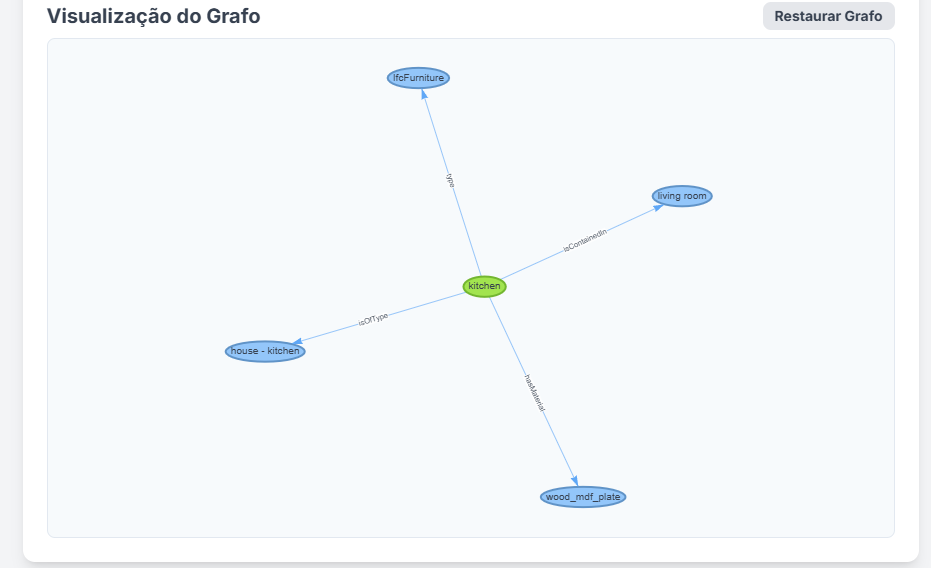 Visualização do Grafo
Restaurar Grafo
IfcFurniture
type
living room
isContainedIn
kitchen
isOfType
house - kitchen
hasMaterial
wood_mdf_plate